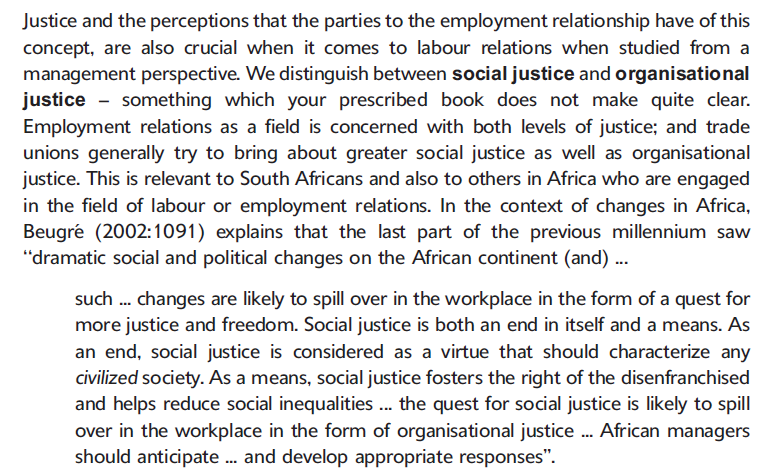 Justice and the perceptions that the parties to the employment relationship have of this
concept, are also crucial when it comes to labour relations when studied from a
management perspective. We distinguish between social justice and organisational
justice – something which your prescribed book does not make quite clear.
Employment relations as a field is concerned with both levels of justice; and trade
unions generally try to bring about greater social justice as well as organisational
justice. This is relevant to South Africans and also to others in Africa who are engaged
in the field of labour or employment relations. In the context of changes in Africa,
Beugré (2002:1091) explains that the last part of the previous millennium saw
“dramatic social and political changes on the African continent (and) ...
such ... changes are likely to spill over in the workplace in the form of a quest for
more justice and freedom. Social justice is both an end in itself and a means. As
an end, social justice is considered as a virtue that should characterize any
civilized society. As a means, social justice fosters the right of the disenfranchised
and helps reduce social inequalities ... the quest for social justice is likely to spill
over in the workplace in the form of organisational justice ... African managers
should anticipate ... and develop appropriate responses”.